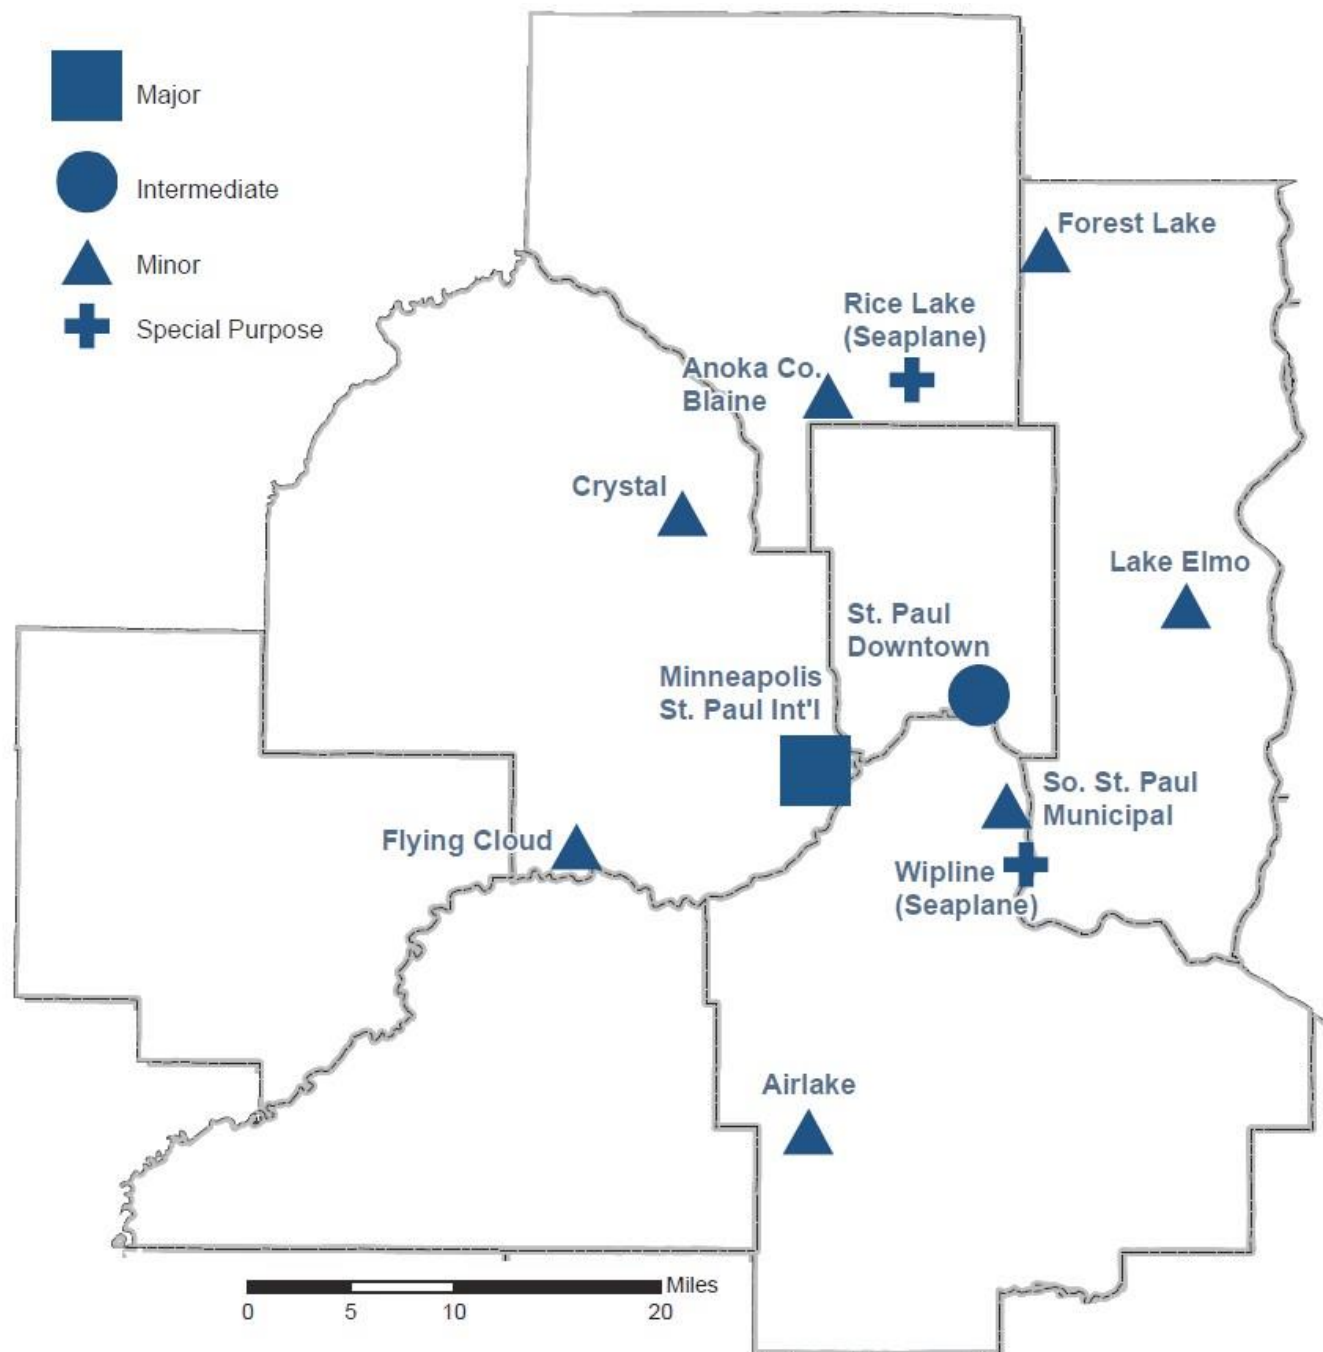 Major
Intermediate
Minor
Special Purpose
Forest Lake
Rice Lake
(Seaplane)
Anoka Co.
Blaine
Crystal
Lake Elmo
St. Paul
Downtown
Minneapolis
St. Paul Int'l
So. St. Paul
Municipal
Flying Cloud
Wipline
(Seaplane)
Airlake
Miles
0 5 10 20